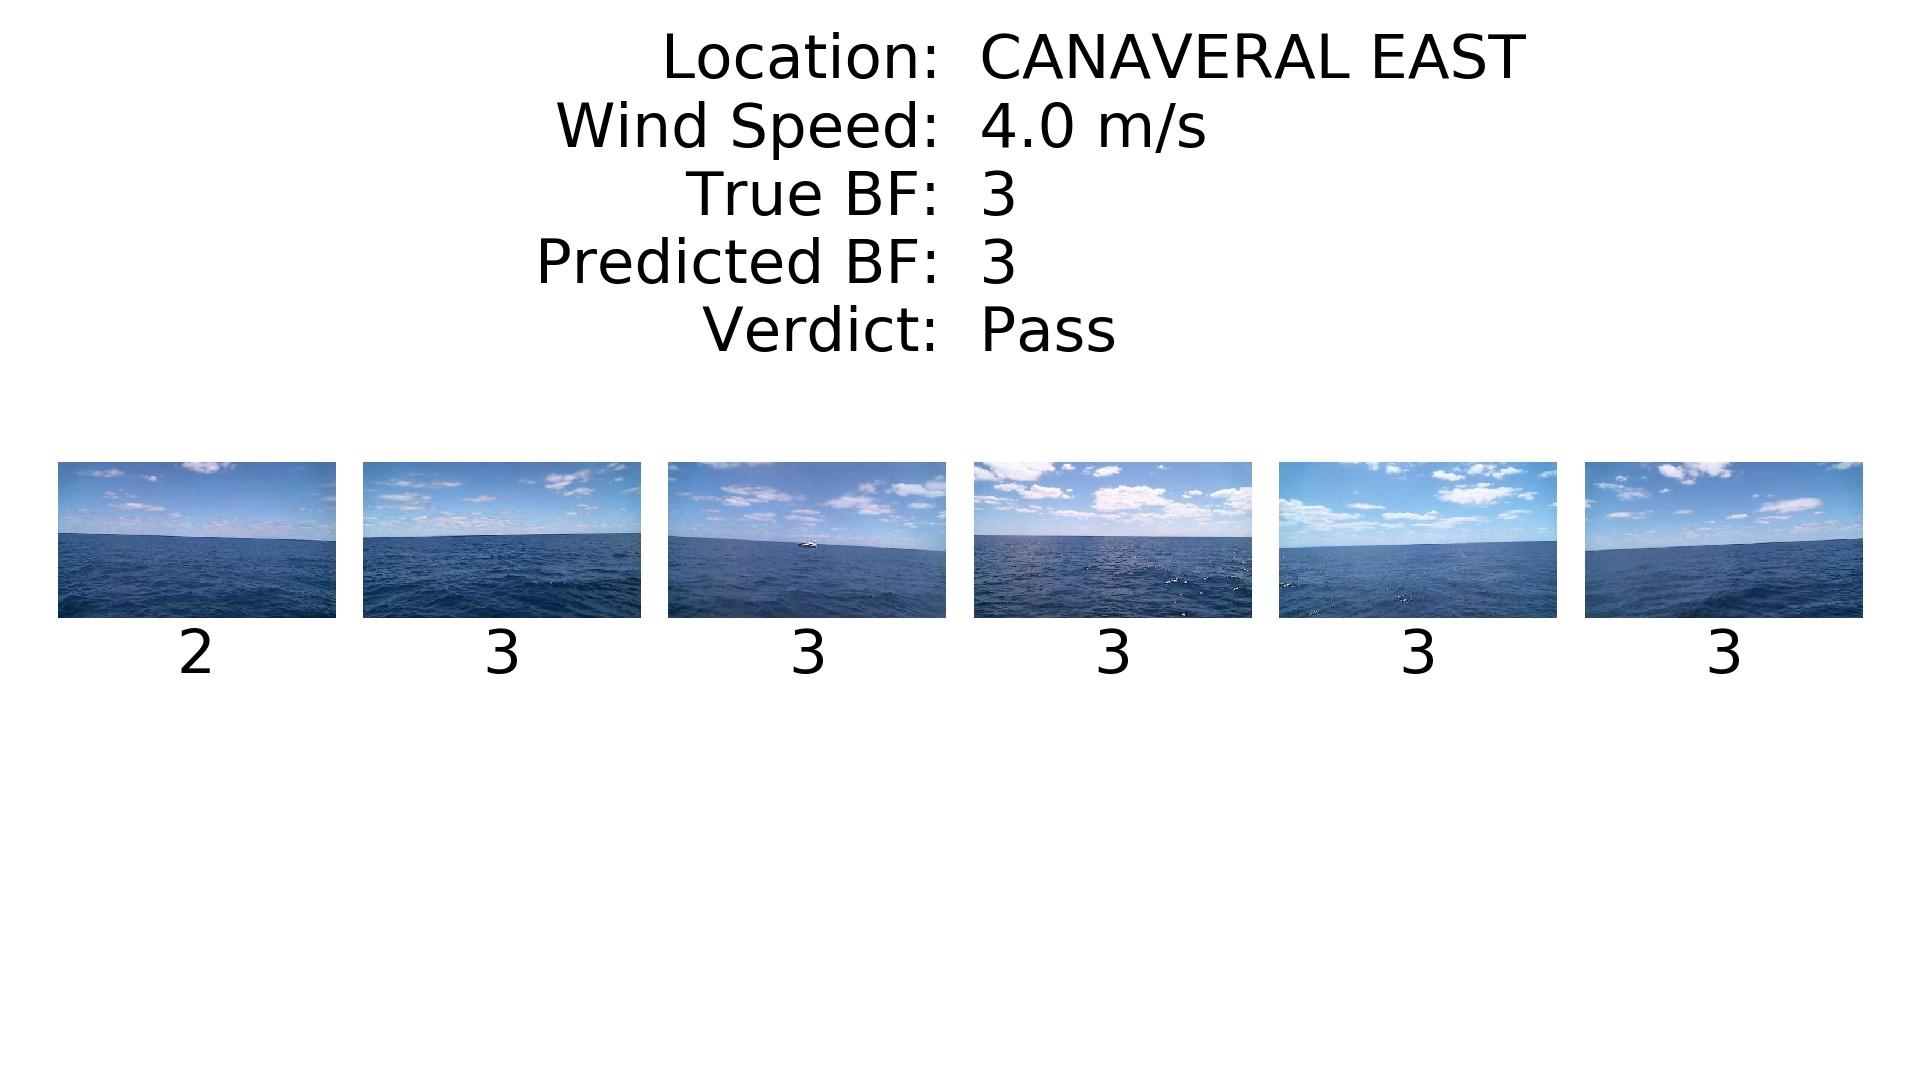 Location: CANAVERAL EAST
Wind Speed: 4.0 m/s
True BF: 3
Predicted BF: 3
Verdict: Pass
2 3 3 3 3 3